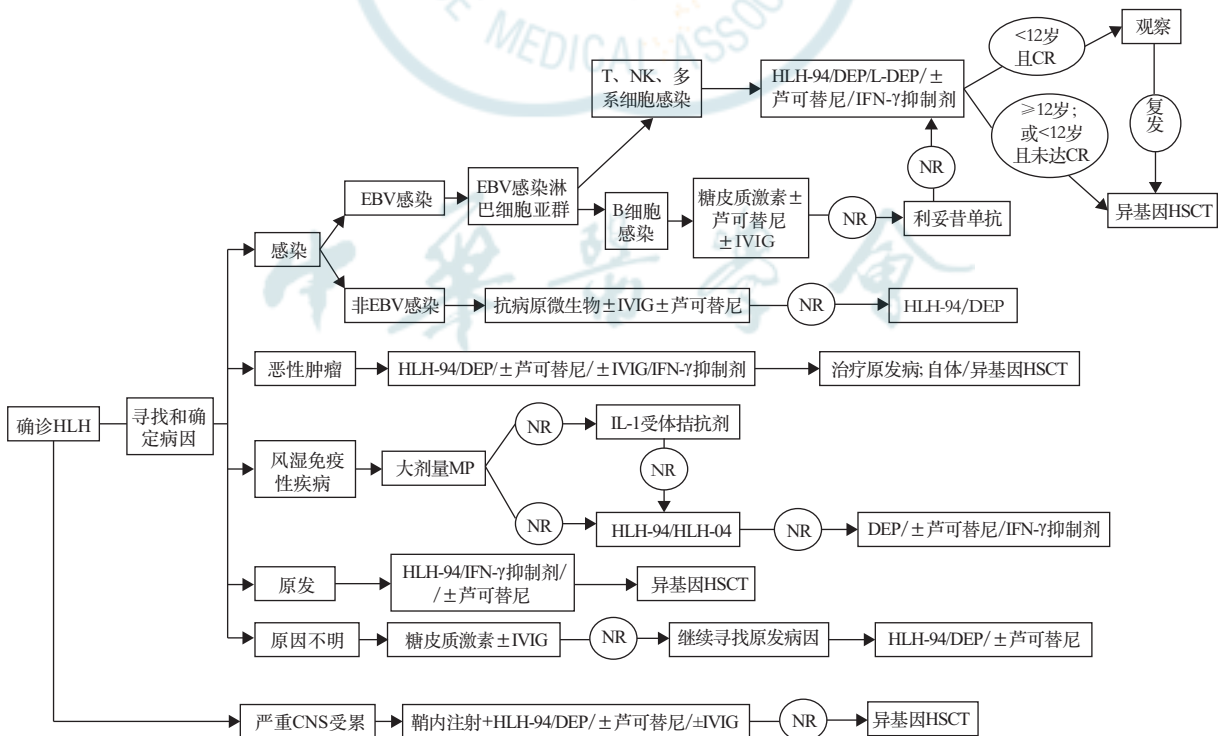 E MEDICAL ASSOC
中华医学会
<12岁
且CR
观察
T、NK、多
系细胞感染
HLH-94/DEP/L-DEP/±
芦可替尼/IFN-γ抑制剂
≥12岁;
或<12岁
且未达CR
复
发
NR
异基因HSCT
EBV感染
EBV感染淋
巴细胞亚群
B细胞
感染
糖皮质激素±
芦可替尼
±IVIG
NR
利妥昔单抗
感染
非EBV感染
抗病原微生物±IVIG±芦可替尼
NR
HLH-94/DEP
恶性肿瘤
HLH-94/DEP/±芦可替尼/±IVIG/IFN-γ抑制剂
治疗原发病;自体/异基因HSCT
确诊HLH
寻找和确
定病因
NR
IL-1受体拮抗剂
风湿免疫
性疾病
大剂量MP
NR
NR
HLH-94/HLH-04
NR
DEP/±芦可替尼/IFN-γ抑制剂
原发
HLH-94/IFN-γ抑制剂/
/±芦可替尼
异基因HSCT
原因不明
糖皮质激素±IVIG
NR
继续寻找原发病因
HLH-94/DEP/±芦可替尼
严重CNS受累
鞘内注射+HLH-94/DEP/±芦可替尼/±IVIG
NR
异基因HSCT